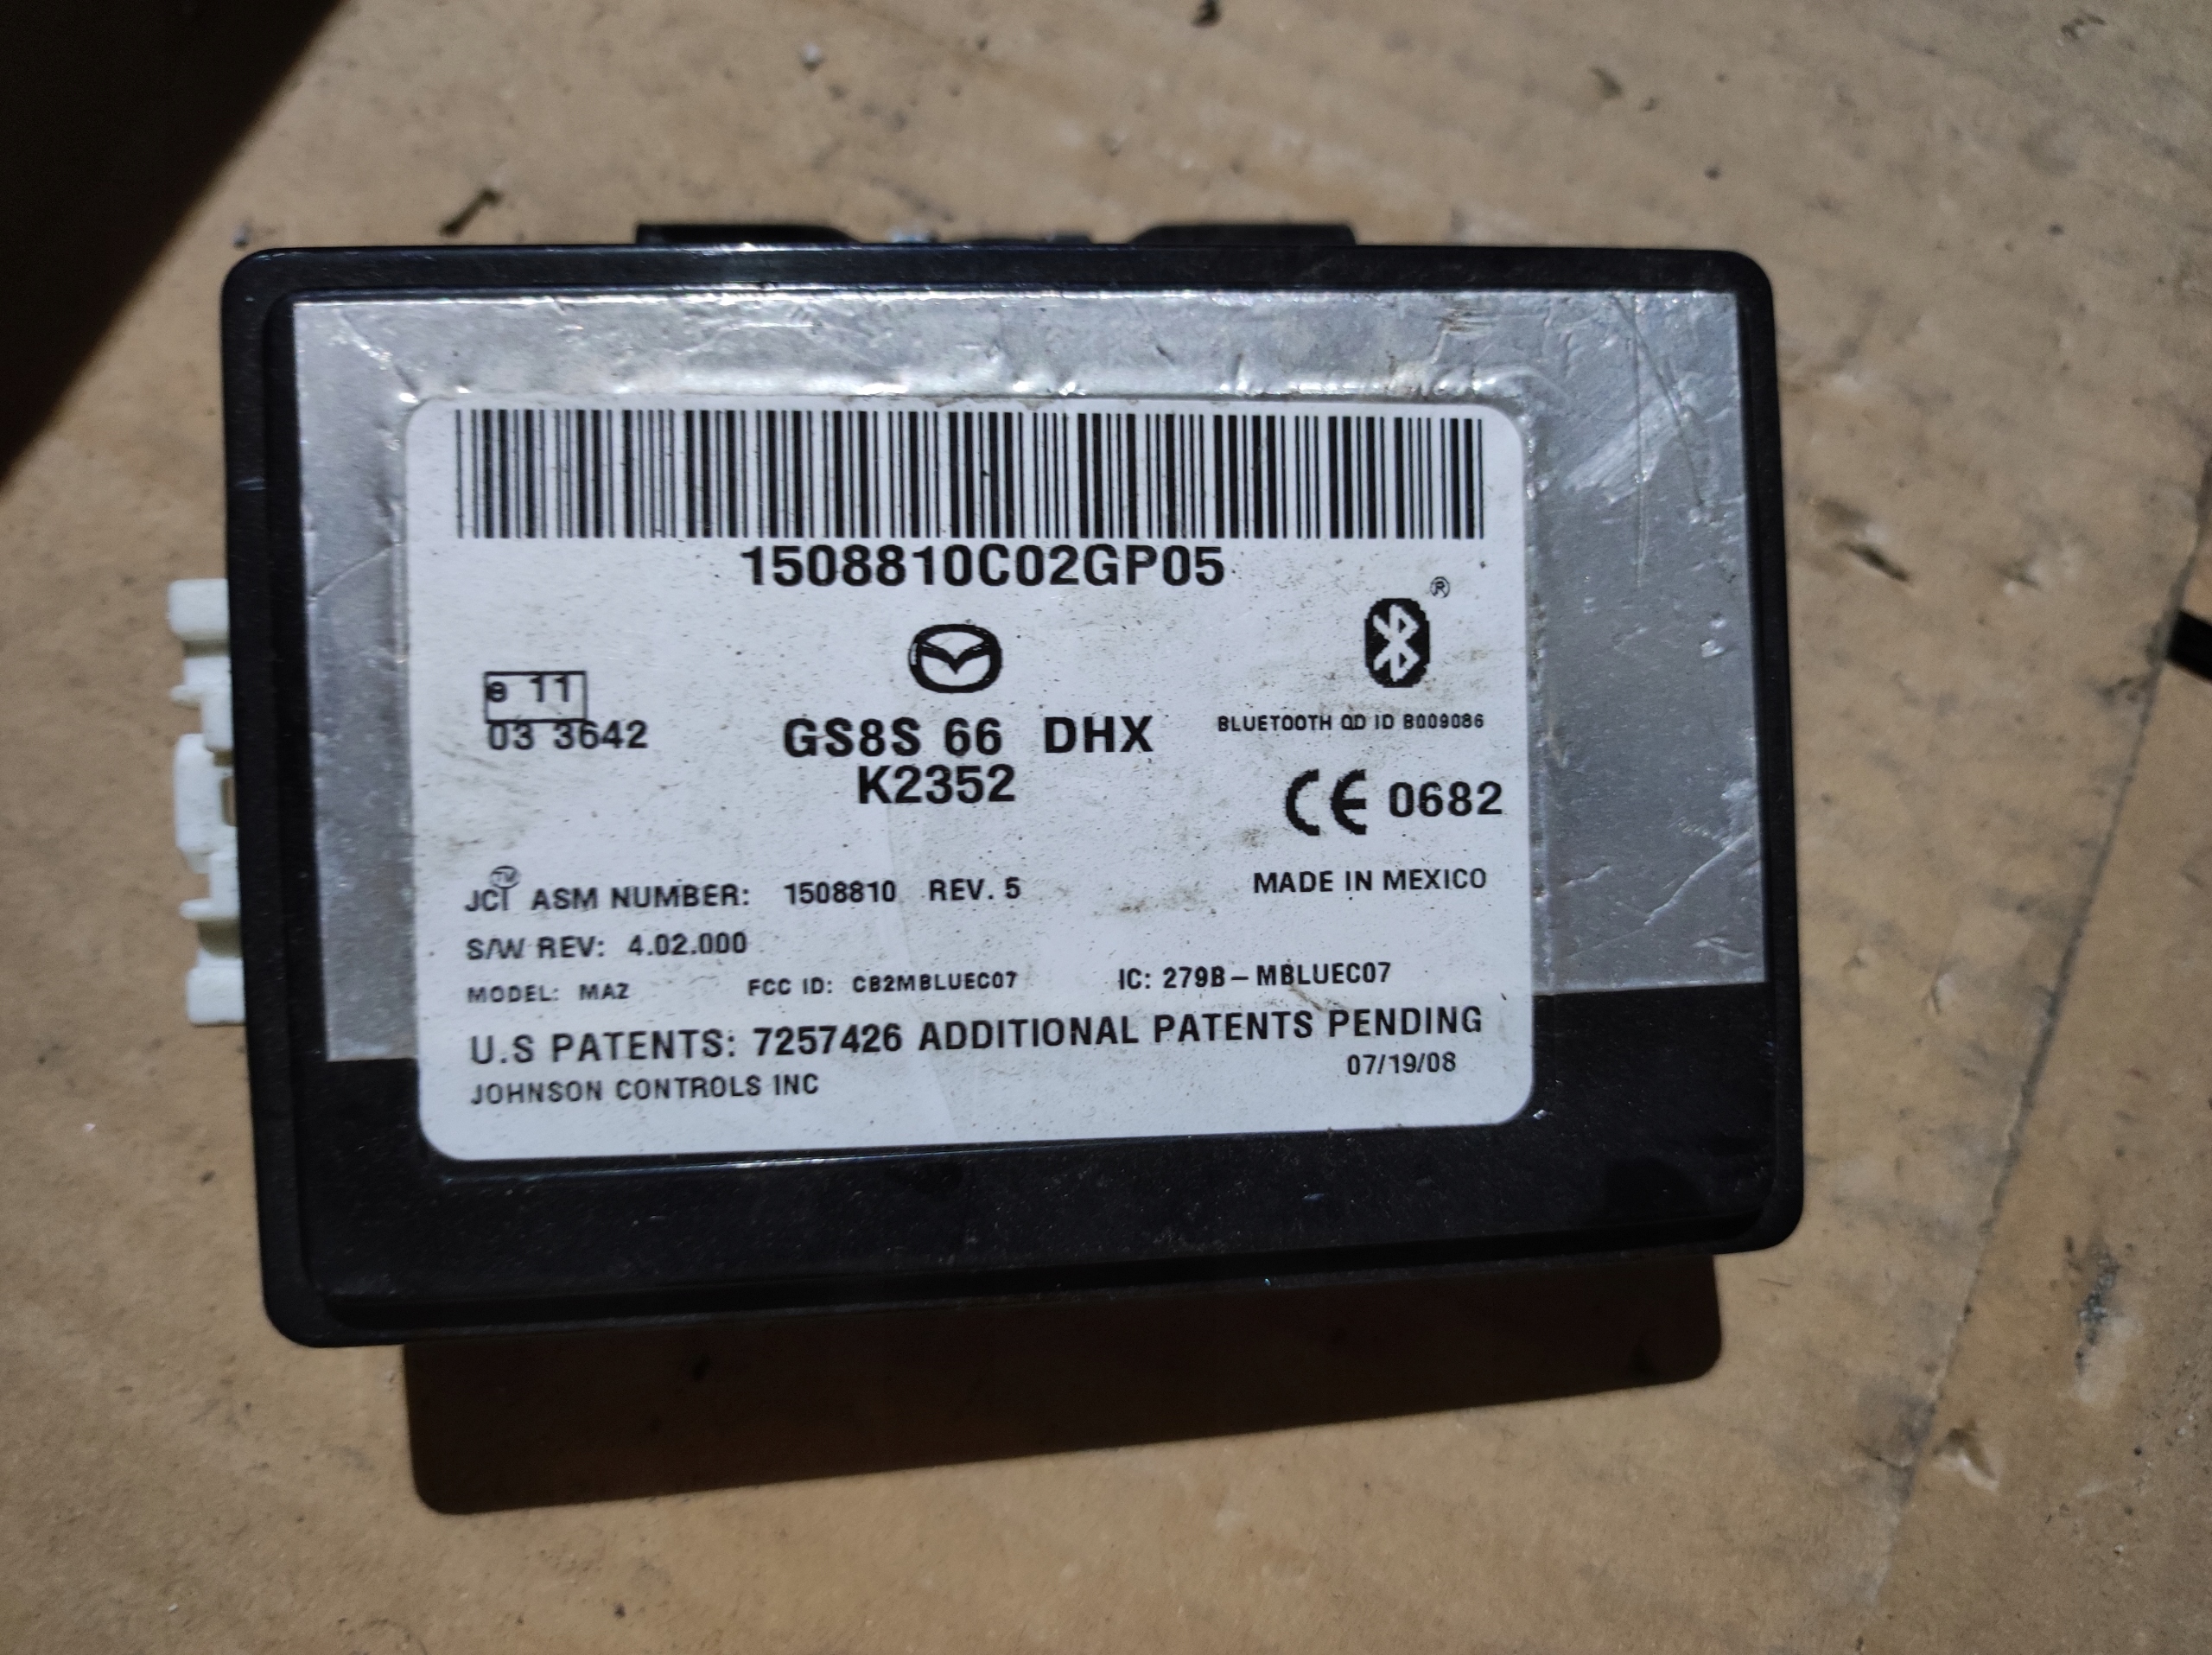 1508810C02GP05
®
e 11
03 3642
GS8S 66 DHX
K2352
BLUETOOTH QD ID B009086
CE 0682
JCI TM ASM NUMBER: 1508810 REV. 5
MADE IN MEXICO
S/W REV: 4.02.000
MODEL: MAZ FCC ID: CB2MBLUEC07 IC: 279B-MBLUEC07
U.S PATENTS: 7257426 ADDITIONAL PATENTS PENDING
07/19/08
JOHNSON CONTROLS INC